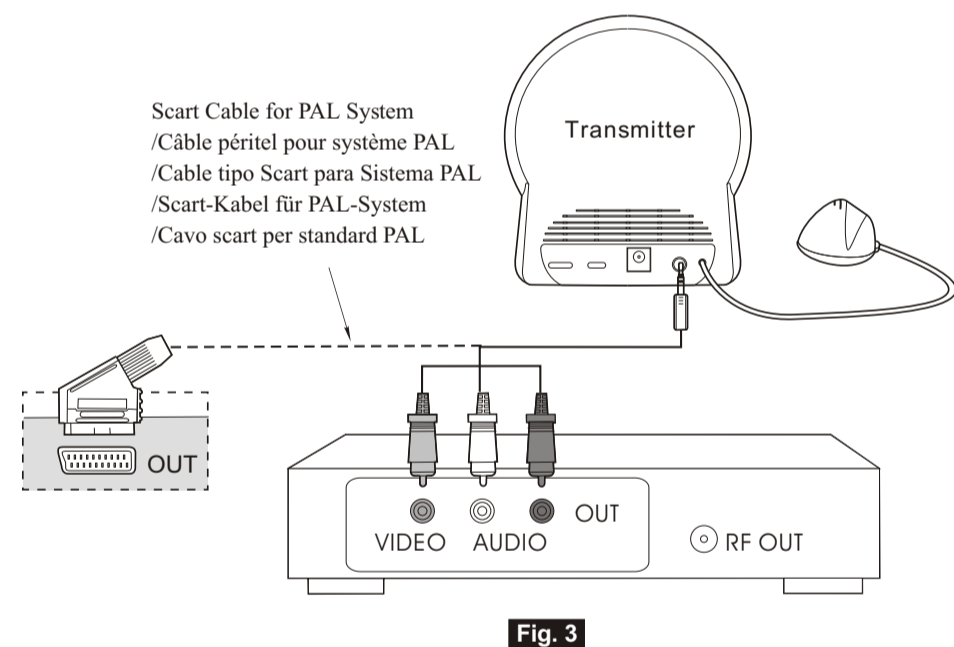 Scart Cable for PAL System
/Câble péritel pour système PAL
/Cable tipo Scart para Sistema PAL
/Scart-Kabel für PAL-System
/Cavo scart per standard PAL
Transmitter
OUT
OUT
VIDEO AUDIO
RF OUT
Fig. 3